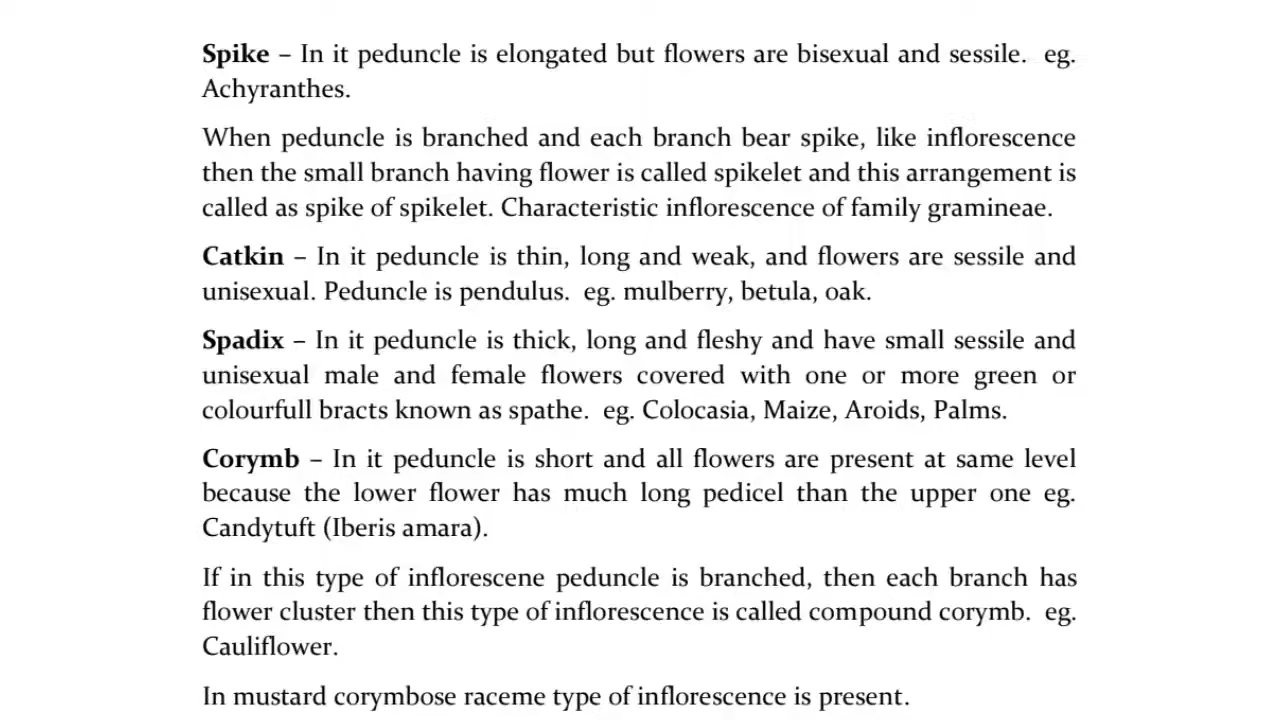 Spike – In it peduncle is elongated but flowers are bisexual and sessile. eg.
Achyranthes.
When peduncle is branched and each branch bear spike, like inflorescence
then the small branch having flower is called spikelet and this arrangement is
called as spike of spikelet. Characteristic inflorescence of family gramineae.
Catkin – In it peduncle is thin, long and weak, and flowers are sessile and
unisexual. Peduncle is pendulus. eg. mulberry, betula, oak.
Spadix – In it peduncle is thick, long and fleshy and have small sessile and
unisexual male and female flowers covered with one or more green or
colourfull bracts known as spathe. eg. Colocasia, Maize, Aroids, Palms.
Corymb – In it peduncle is short and all flowers are present at same level
because the lower flower has much long pedicel than the upper one eg.
Candytuft (Iberis amara).
If in this type of inflorescene peduncle is branched, then each branch has
flower cluster then this type of inflorescence is called compound corymb. eg.
Cauliflower.
In mustard corymbose raceme type of inflorescence is present.